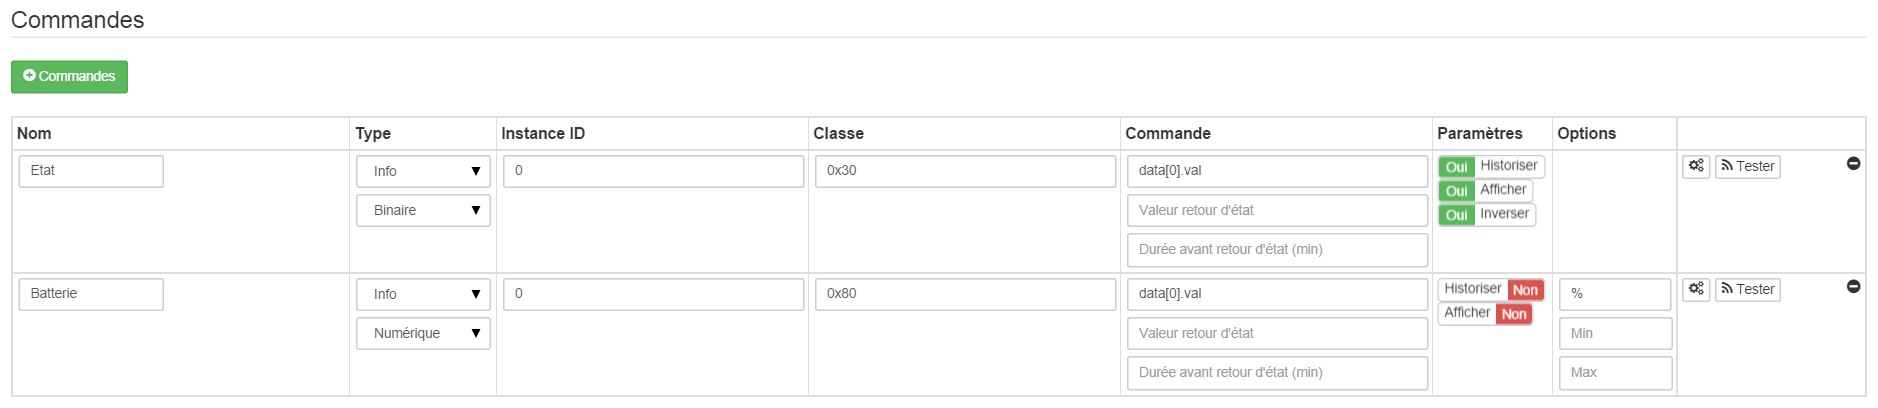 Commandes
Commandes
Nom Type Instance ID Classe Commande Paramètres Options
Etat Info 0 0x30 data[0].val Oui Historiser Tester
Oui Afficher
Binaire Valeur retour d'état Oui Inverser
Durée avant retour d'état (min)
Batterie Info 0 0x80 data[0].val Historiser Non % Tester
Afficher Non
Numérique Valeur retour d'état Min
Durée avant retour d'état (min) Max